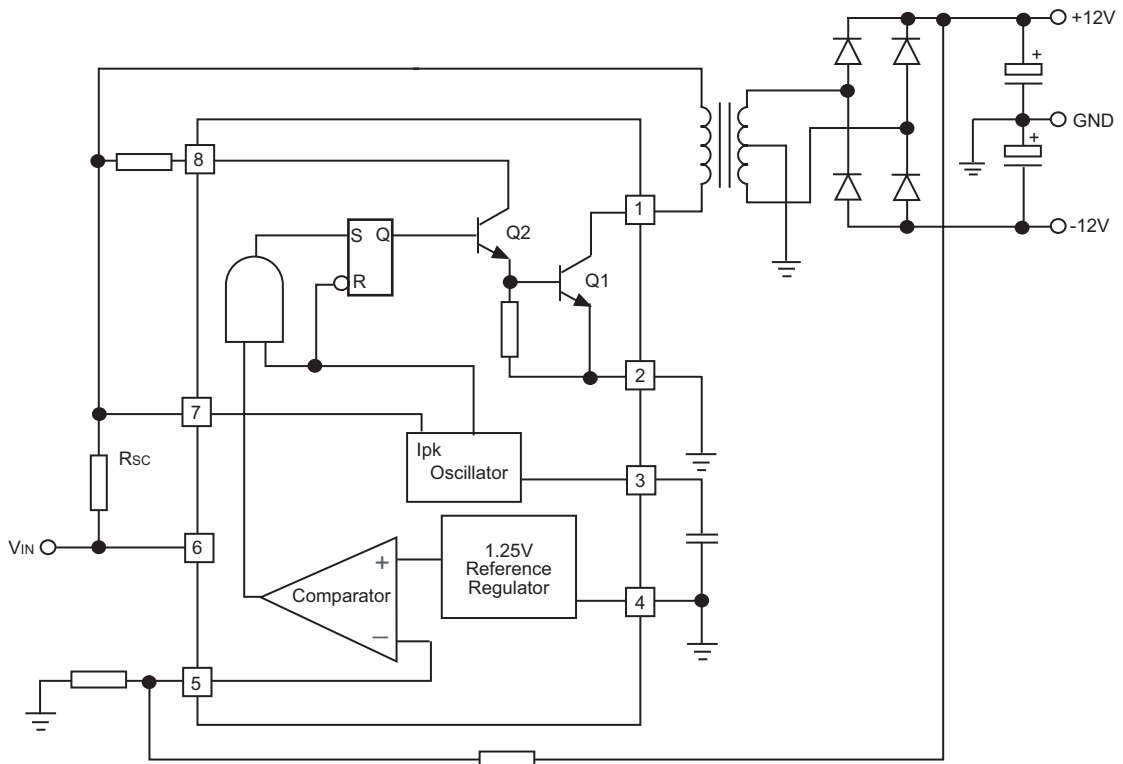 +12V
+
GND
+
-12V
8
1
S Q
R
Q2
Q1
2
7
Ipk
Oscillator
RSC
3
VIN
6
1.25V
Reference
Regulator
+
Comparator
−
4
5